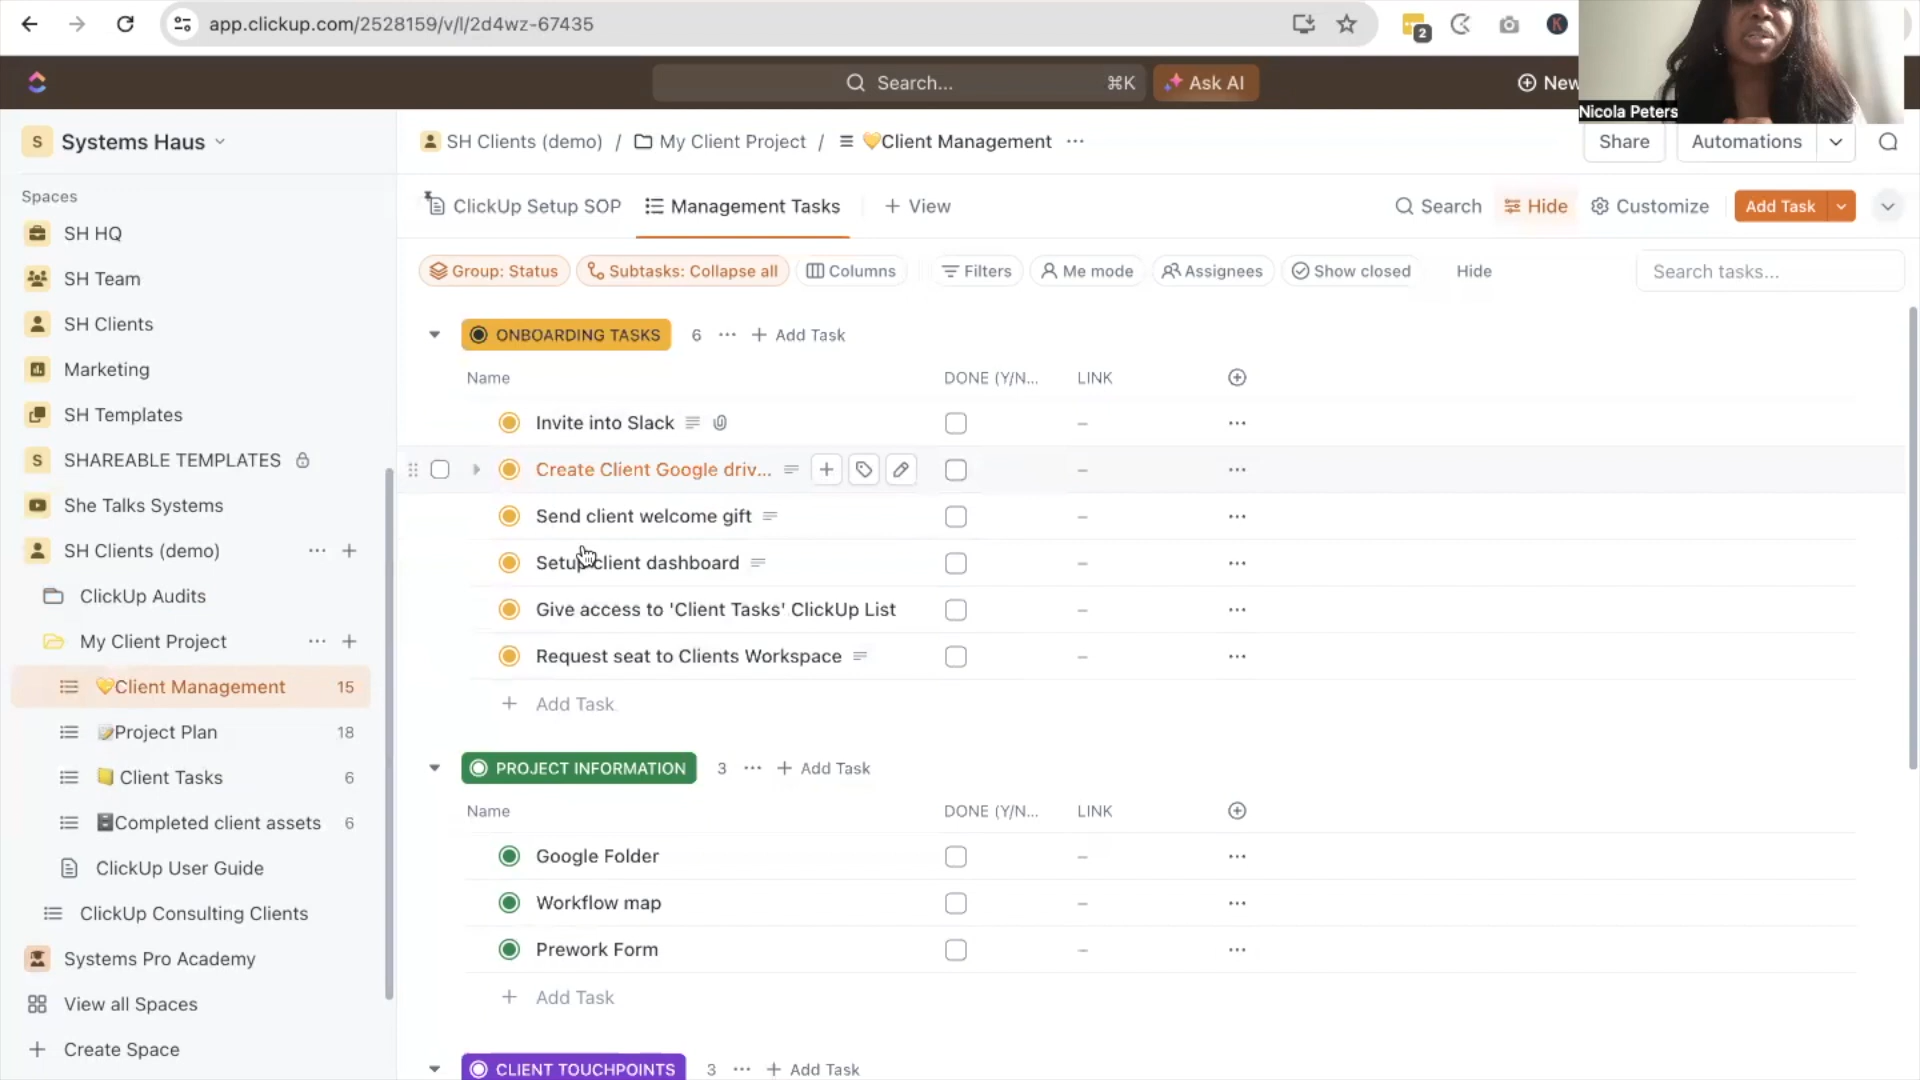 app.clickup.com/2528159/v/l/2d4wz-67435
2
K
Search...
⌘K
Ask AI
New
Nicola Peters
S
Systems Haus
SH Clients (demo) / My Client Project / 💛Client Management ...
Share
Automations
Spaces
SH HQ
SH Team
SH Clients
Marketing
SH Templates
S SHAREABLE TEMPLATES
She Talks Systems
SH Clients (demo)
ClickUp Audits
My Client Project
💛Client Management 15
📝Project Plan 18
📒 Client Tasks 6
🗄️Completed client assets 6
ClickUp User Guide
ClickUp Consulting Clients
Systems Pro Academy
View all Spaces
+ Create Space
ClickUp Setup SOP
Management Tasks
+ View
Search
Hide
Customize
Add Task
Group: Status
Subtasks: Collapse all
Columns
Filters
Me mode
Assignees
Show closed
Hide
Search tasks...
ONBOARDING TASKS 6 ... + Add Task
Name DONE (Y/N... LINK
Invite into Slack –
Create Client Google driv... –
Send client welcome gift –
Setup client dashboard –
Give access to 'Client Tasks' ClickUp List –
Request seat to Clients Workspace –
+ Add Task
PROJECT INFORMATION 3 ... + Add Task
Name DONE (Y/N... LINK
Google Folder –
Workflow map –
Prework Form –
+ Add Task
CLIENT TOUCHPOINTS 3 ... + Add Task